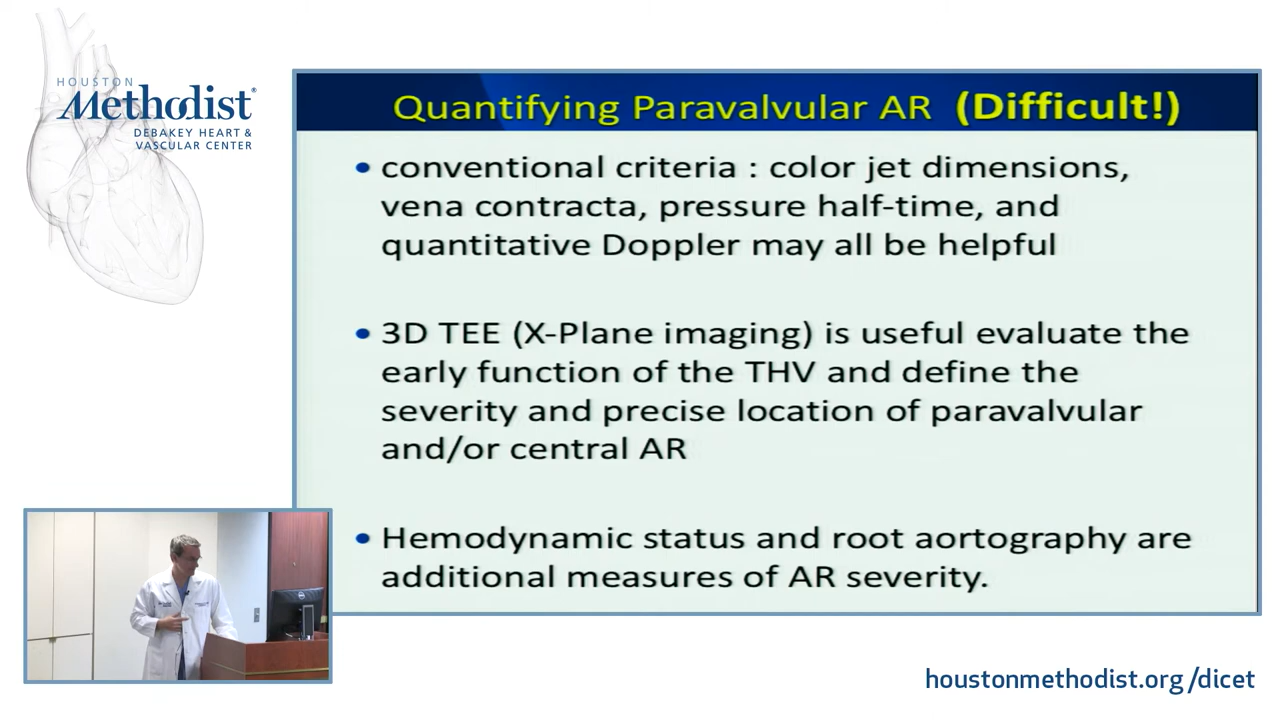 HOUSTON
Methodist®
DEBAKEY HEART &
VASCULAR CENTER
Quantifying Paravalvular AR (Difficult!)
• conventional criteria : color jet dimensions,
vena contracta, pressure half-time, and
quantitative Doppler may all be helpful
• 3D TEE (X-Plane imaging) is useful evaluate the
early function of the THV and define the
severity and precise location of paravalvular
and/or central AR
• Hemodynamic status and root aortography are
additional measures of AR severity.
houstonmethodist.org/dicet